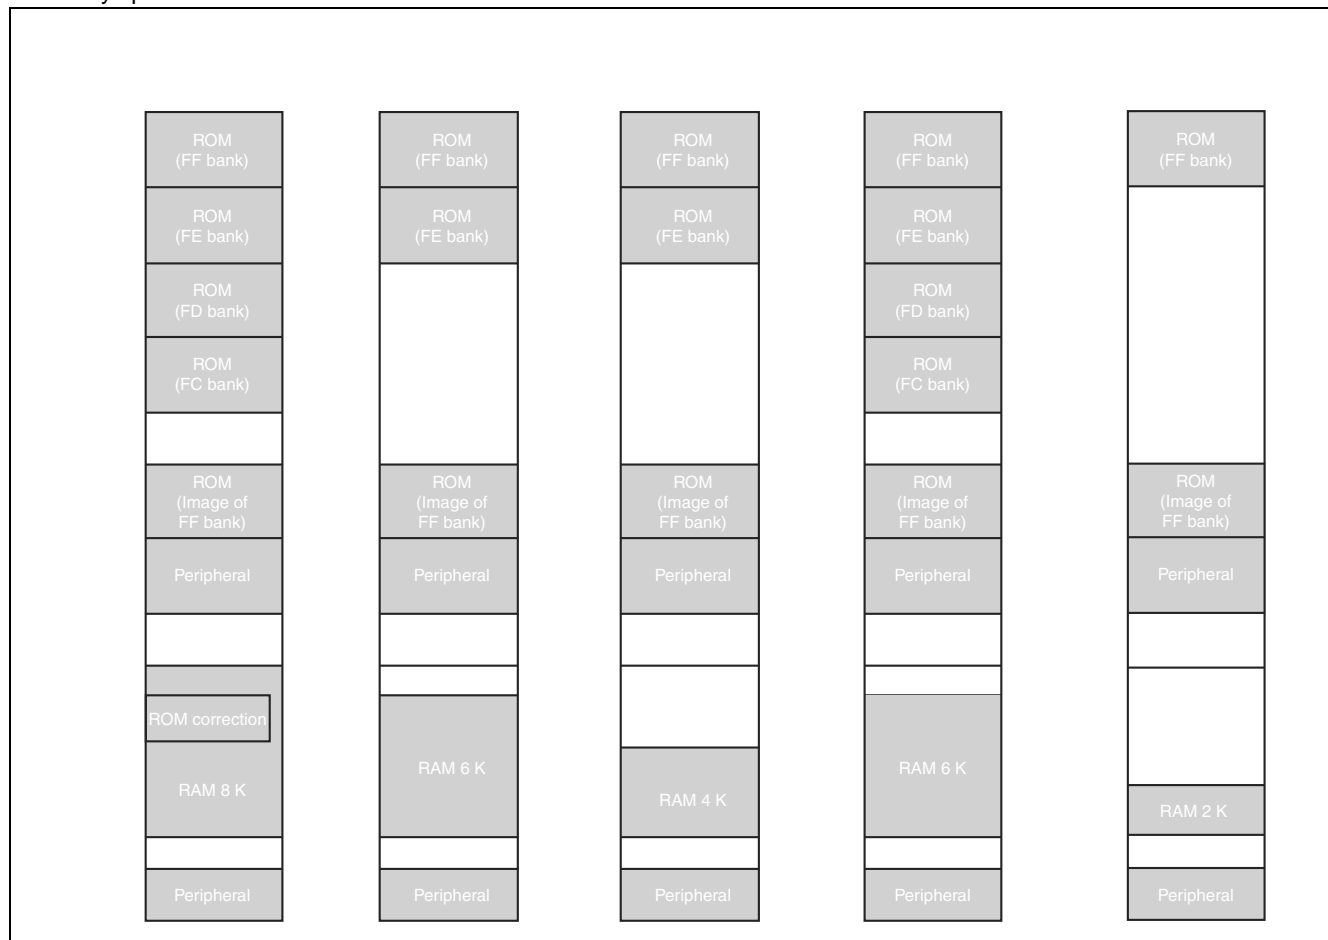 ROM
(FF bank)
ROM
(FE bank)
ROM
(FD bank)
ROM
(FC bank)
ROM
(Image of
FF bank)
Peripheral
ROM correction
RAM 8 K
Peripheral
ROM
(FF bank)
ROM
(FE bank)
ROM
(Image of
FF bank)
Peripheral
RAM 6 K
Peripheral
ROM
(FF bank)
ROM
(FE bank)
ROM
(Image of
FF bank)
Peripheral
RAM 4 K
Peripheral
ROM
(FF bank)
ROM
(FE bank)
ROM
(FD bank)
ROM
(FC bank)
ROM
(Image of
FF bank)
Peripheral
RAM 6 K
Peripheral
ROM
(FF bank)
ROM
(Image of
FF bank)
Peripheral
RAM 2 K
Peripheral